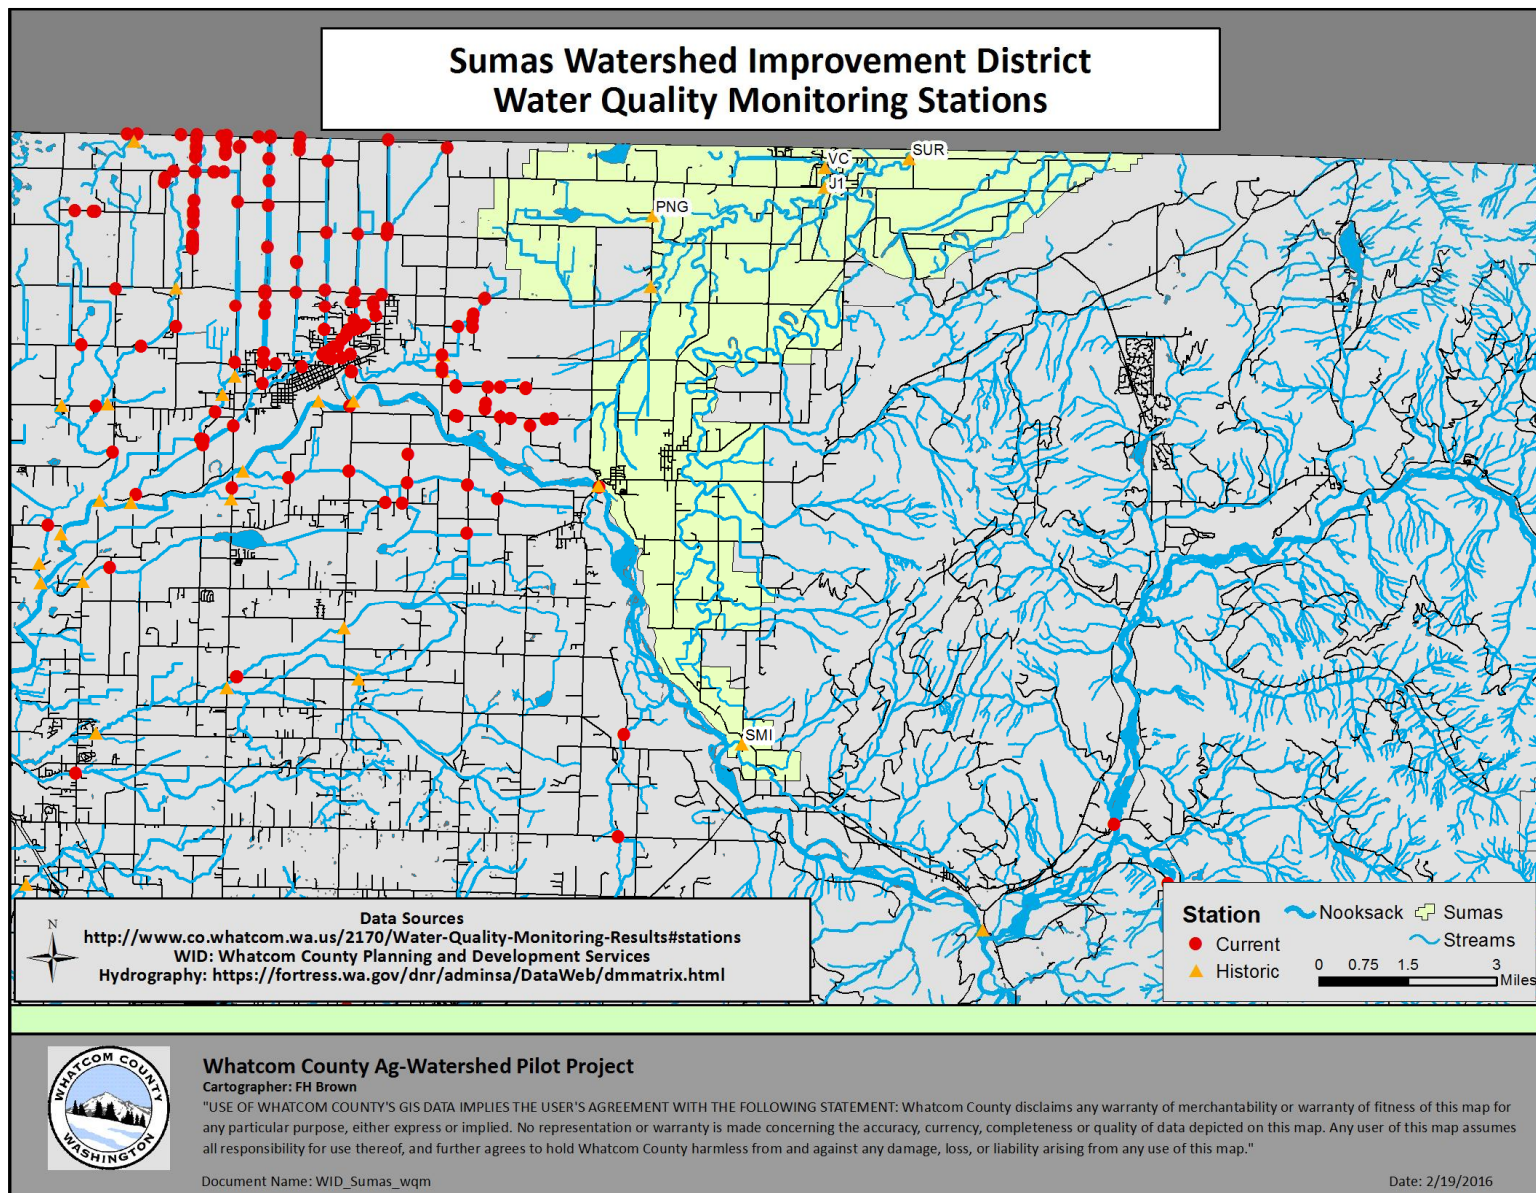 Sumas Watershed Improvement District
Water Quality Monitoring Stations
VC
SUR
J1
PNG
SMI
N
Data Sources
http://www.co.whatcom.wa.us/2170/Water-Quality-Monitoring-Results#stations
WID: Whatcom County Planning and Development Services
Hydrography: https://fortress.wa.gov/dnr/adminsa/DataWeb/dmmatrix.html
Station
Nooksack
Sumas
Current
Streams
Historic
0 0.75 1.5 3
Miles
WHATCOM COUNTY
WASHINGTON
Whatcom County Ag-Watershed Pilot Project
Cartographer: FH Brown
"USE OF WHATCOM COUNTY'S GIS DATA IMPLIES THE USER'S AGREEMENT WITH THE FOLLOWING STATEMENT: Whatcom County disclaims any warranty of merchantability or warranty of fitness of this map for
any particular purpose, either express or implied. No representation or warranty is made concerning the accuracy, currency, completeness or quality of data depicted on this map. Any user of this map assumes
all responsibility for use thereof, and further agrees to hold Whatcom County harmless from and against any damage, loss, or liability arising from any use of this map."
Document Name: WID_Sumas_wqm
Date: 2/19/2016